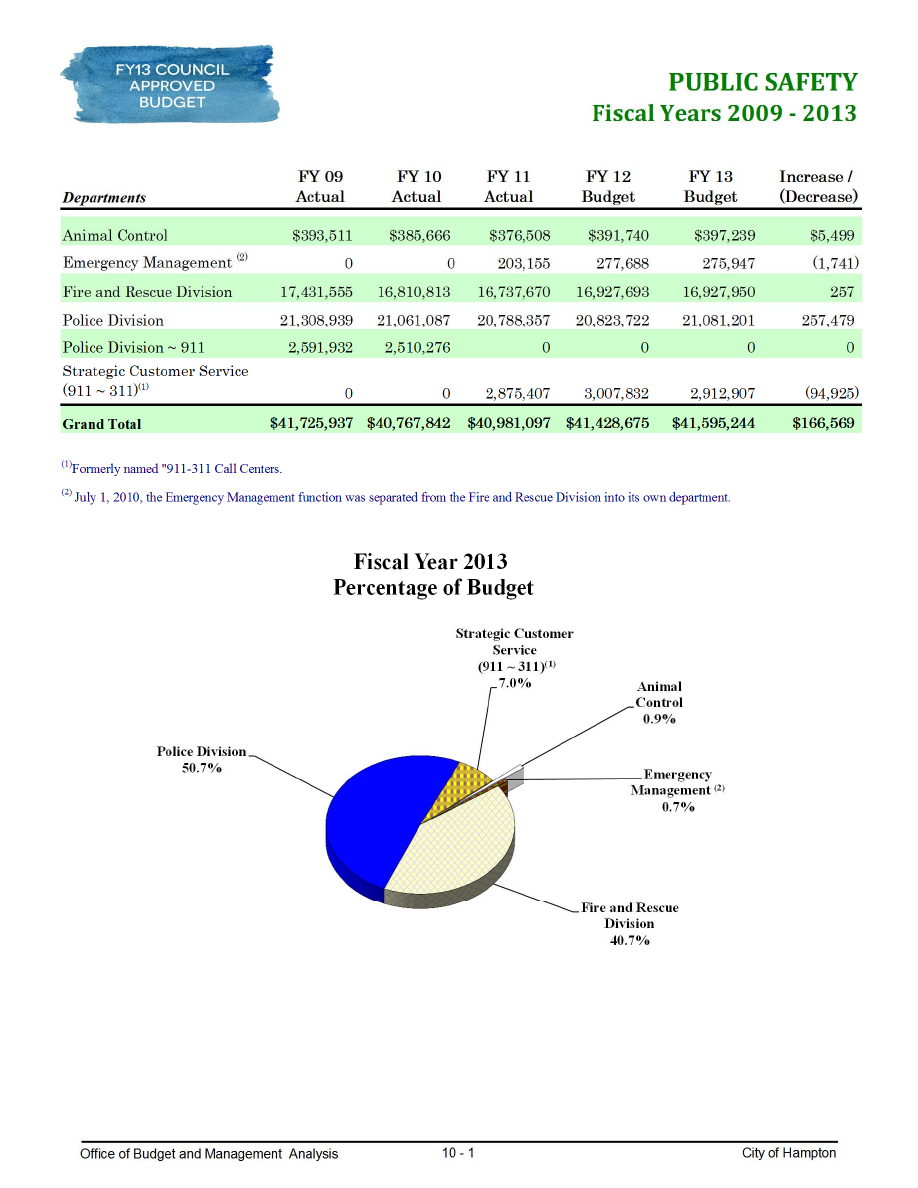 FY13 COUNCIL
APPROVED
BUDGET
PUBLIC SAFETY
Fiscal Years 2009 - 2013
Departments FY 09 Actual FY 10 Actual FY 11 Actual FY 12 Budget FY 13 Budget Increase / (Decrease)
Animal Control $393,511 $385,666 $376,508 $391,740 $397,239 $5,499
Emergency Management (2) 0 0 203,155 277,688 275,947 (1,741)
Fire and Rescue Division 17,431,555 16,810,813 16,737,670 16,927,693 16,927,950 257
Police Division 21,308,939 21,061,087 20,788,357 20,823,722 21,081,201 257,479
Police Division ~ 911 2,591,932 2,510,276 0 0 0 0
Strategic Customer Service
(911 ~ 311)(1) 0 0 2,875,407 3,007,832 2,912,907 (94,925)
Grand Total $41,725,937 $40,767,842 $40,981,097 $41,428,675 $41,595,244 $166,569
(1)Formerly named "911-311 Call Centers.
(2) July 1, 2010, the Emergency Management function was separated from the Fire and Rescue Division into its own department.
Fiscal Year 2013
Percentage of Budget
Strategic Customer
Service
(911 ~ 311)(1)
7.0%
Animal
Control
0.9%
Police Division
50.7%
Emergency
Management (2)
0.7%
Fire and Rescue
Division
40.7%
Office of Budget and Management Analysis 10 - 1 City of Hampton